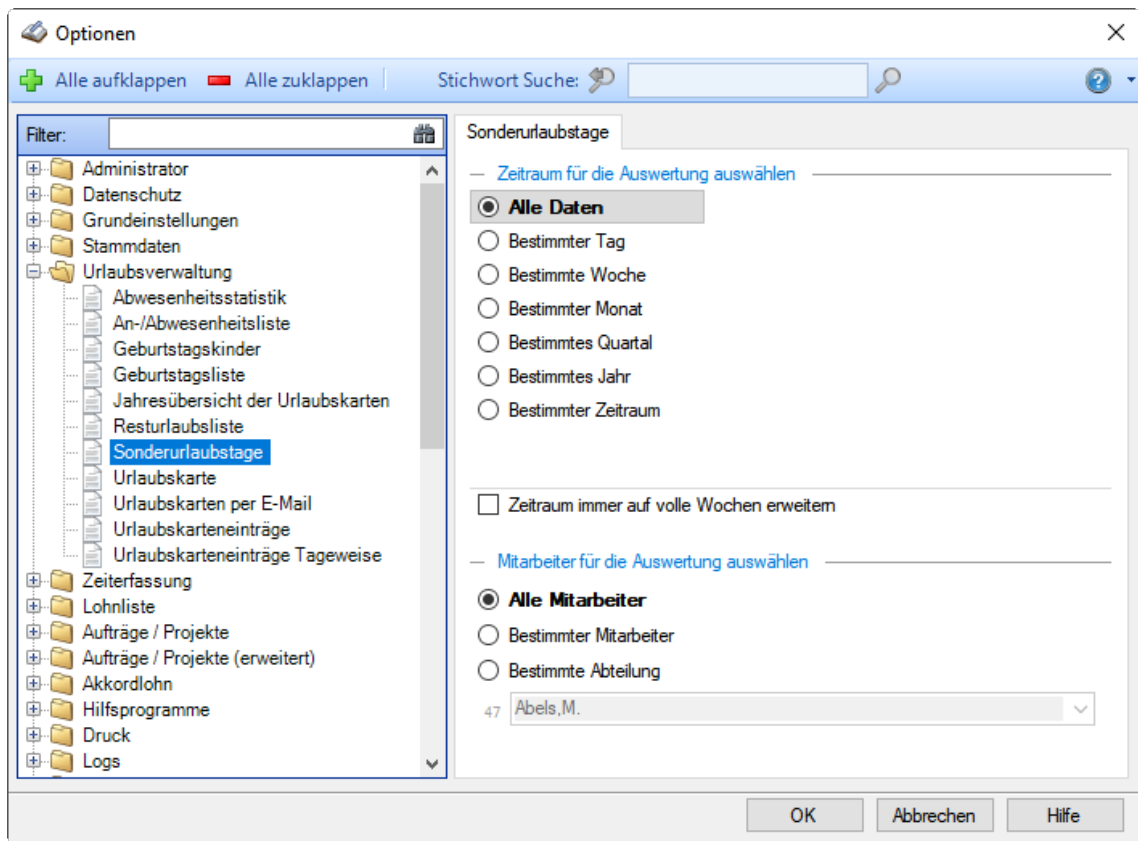 Optionen
Alle aufklappen Alle zuklappen Stichwort Suche:
Filter:
Administrator
Datenschutz
Grundeinstellungen
Stammdaten
Urlaubsverwaltung
Abwesenheitsstatistik
An-/Abwesenheitsliste
Geburtstagskinder
Geburtstagsliste
Jahresübersicht der Urlaubskarten
Resturlaubsliste
Sonderurlaubstage
Urlaubskarte
Urlaubskarten per E-Mail
Urlaubskarteneinträge
Urlaubskarteneinträge Tageweise
Zeiterfassung
Lohnliste
Aufträge / Projekte
Aufträge / Projekte (erweitert)
Akkordlohn
Hilfsprogramme
Druck
Logs
Sonderurlaubstage
Zeitraum für die Auswertung auswählen
Alle Daten
Bestimmter Tag
Bestimmte Woche
Bestimmter Monat
Bestimmtes Quartal
Bestimmtes Jahr
Bestimmter Zeitraum
Zeitraum immer auf volle Wochen erweitern
Mitarbeiter für die Auswertung auswählen
Alle Mitarbeiter
Bestimmter Mitarbeiter
Bestimmte Abteilung
47 Abels,M.
OK Abbrechen Hilfe